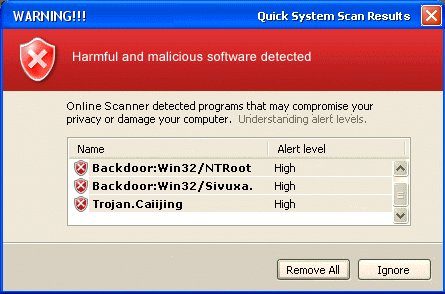 WARNING!!! Quick System Scan Results
Harmful and malicious software detected
Online Scanner detected programs that may compromise your
privacy or damage your computer. Understanding alert levels.
Name Alert level
Backdoor:Win32/NTRoot High
Backdoor:Win32/Sivuxa. High
Trojan.Caiijing High
Remove All Ignore